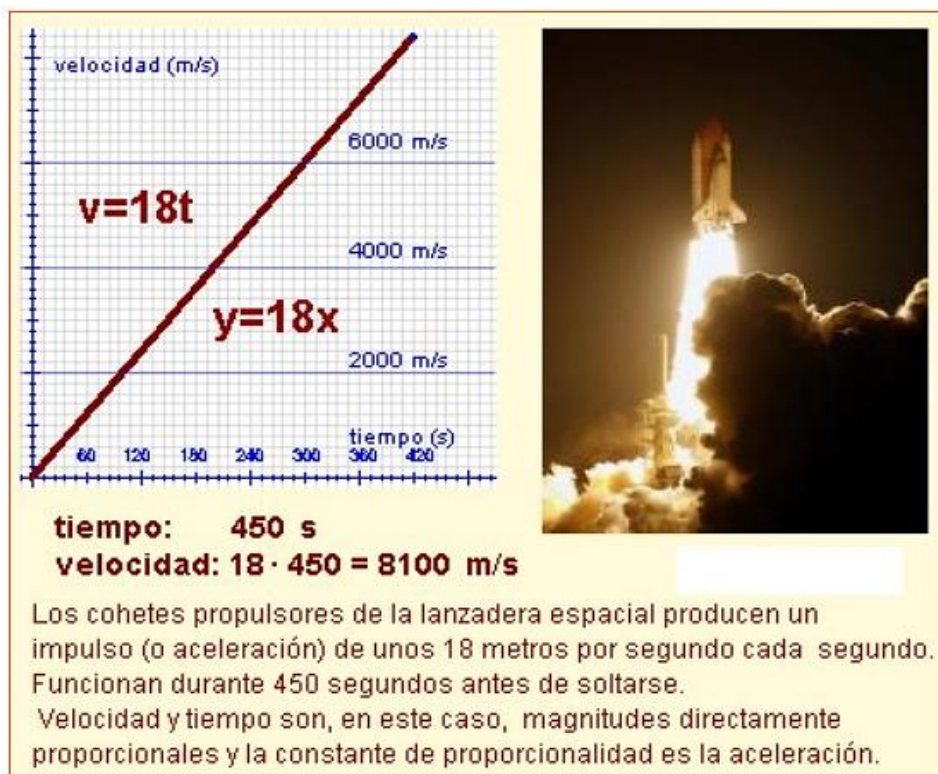 velocidad (m/s)
6000 m/s
v=18t
4000 m/s
y=18x
2000 m/s
tiempo (s)
60 120 180 240 300 360 420
tiempo: 450 s
velocidad: 18 · 450 = 8100 m/s
Los cohetes propulsores de la lanzadera espacial producen un
impulso (o aceleración) de unos 18 metros por segundo cada segundo.
Funcionan durante 450 segundos antes de soltarse.
Velocidad y tiempo son, en este caso, magnitudes directamente
proporcionales y la constante de proporcionalidad es la aceleración.